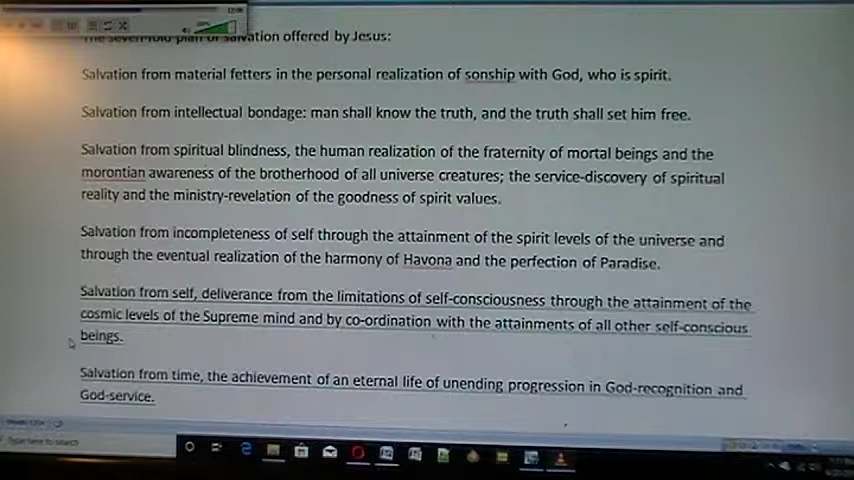 The seven-fold plan of salvation offered by Jesus:
Salvation from material fetters in the personal realization of sonship with God, who is spirit.
Salvation from intellectual bondage: man shall know the truth, and the truth shall set him free.
Salvation from spiritual blindness, the human realization of the fraternity of mortal beings and the
morontian awareness of the brotherhood of all universe creatures; the service-discovery of spiritual
reality and the ministry-revelation of the goodness of spirit values.
Salvation from incompleteness of self through the attainment of the spirit levels of the universe and
through the eventual realization of the harmony of Havona and the perfection of Paradise.
Salvation from self, deliverance from the limitations of self-consciousness through the attainment of the
cosmic levels of the Supreme mind and by co-ordination with the attainments of all other self-conscious
beings.
Salvation from time, the achievement of an eternal life of unending progression in God-recognition and
God-service.
Type here to search